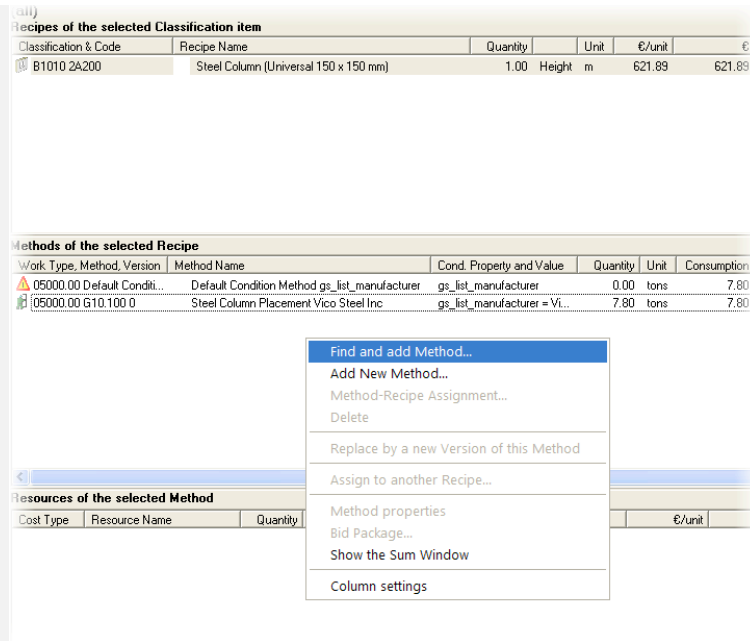 (all)
Recipes of the selected Classification item
Classification & Code Recipe Name Quantity Unit €/unit €
B1010 2A200 Steel Column (Universal 150 x 150 mm) 1.00 Height m 621.89 621.89
Methods of the selected Recipe
Work Type, Method, Version Method Name Cond. Property and Value Quantity Unit Consumption
05000.00 Default Conditi... Default Condition Method gs_list_manufacturer gs_list_manufacturer 0.00 tons 7.80
05000.00 G10.100 0 Steel Column Placement Vico Steel Inc gs_list_manufacturer = Vi... 7.80 tons 7.80
Find and add Method...
Add New Method...
Method-Recipe Assignment...
Delete
Replace by a new Version of this Method
Assign to another Recipe...
Method properties
Bid Package...
Show the Sum Window
Column settings
Resources of the selected Method
Cost Type Resource Name Quantity €/unit